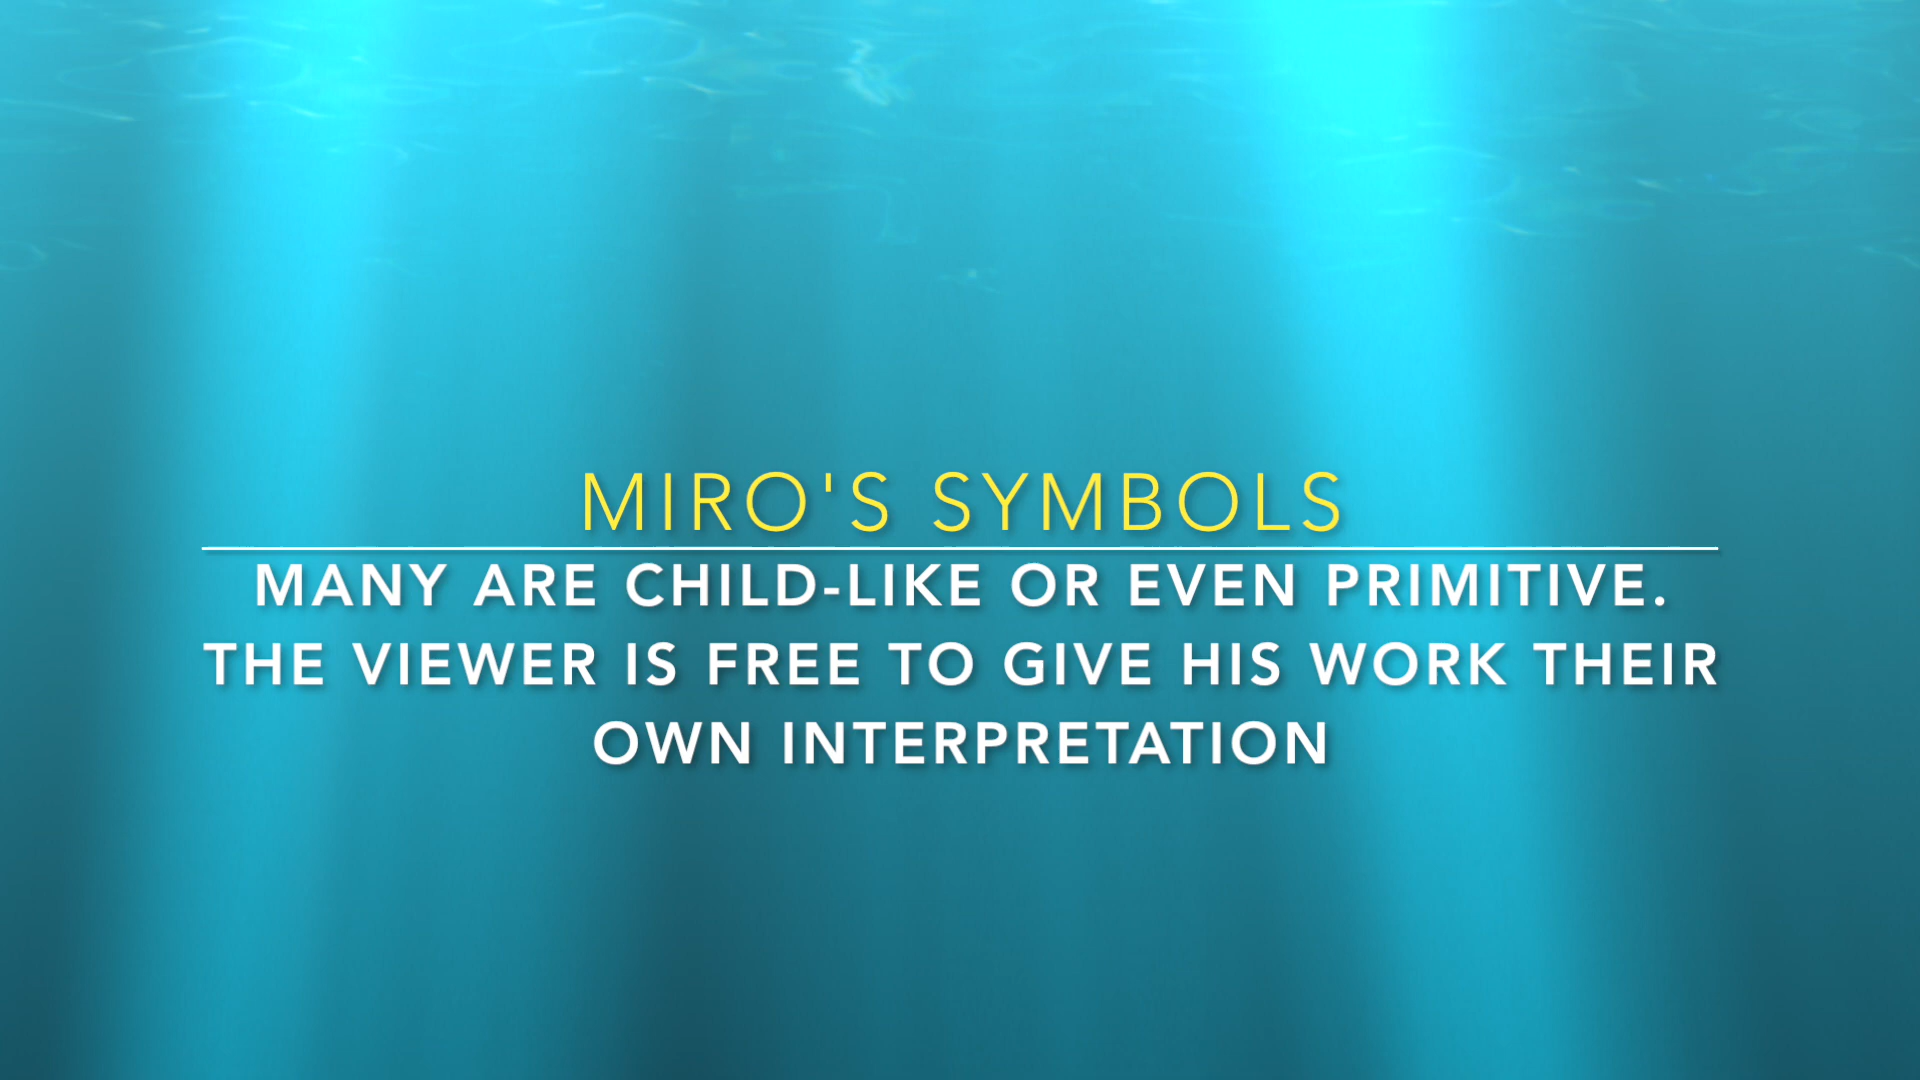 MIRO'S SYMBOLS
MANY ARE CHILD-LIKE OR EVEN PRIMITIVE.
THE VIEWER IS FREE TO GIVE HIS WORK THEIR
OWN INTERPRETATION